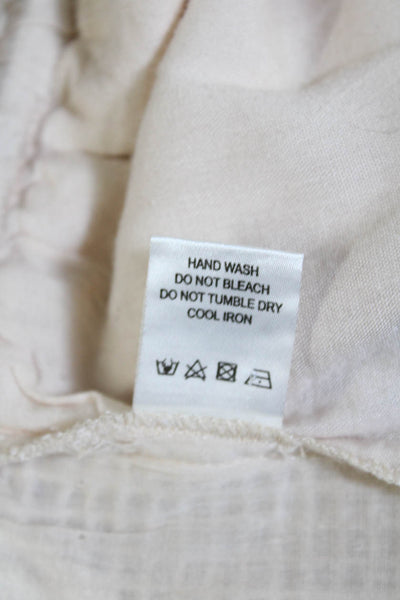 HAND WASH
DO NOT BLEACH
DO NOT TUMBLE DRY
COOL IRON